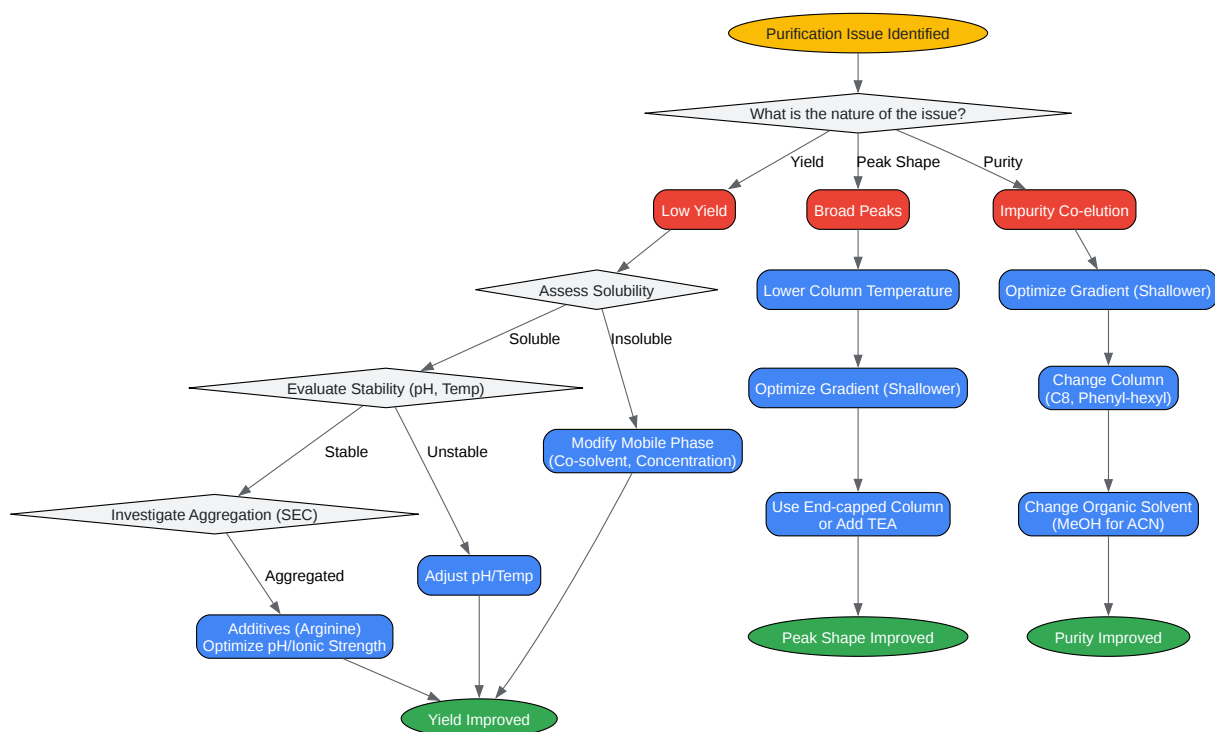 Purification Issue Identified
What is the nature of the issue?
Yield
Peak Shape
Purity
Low Yield
Broad Peaks
Impurity Co-elution
Assess Solubility
Lower Column Temperature
Optimize Gradient (Shallower)
Soluble
Insoluble
Evaluate Stability (pH, Temp)
Optimize Gradient (Shallower)
Change Column
(C8, Phenyl-hexyl)
Stable
Unstable
Modify Mobile Phase
(Co-solvent, Concentration)
Investigate Aggregation (SEC)
Use End-capped Column
or Add TEA
Change Organic Solvent
(MeOH for ACN)
Aggregated
Adjust pH/Temp
Additives (Arginine)
Optimize pH/Ionic Strength
Peak Shape Improved
Purity Improved
Yield Improved